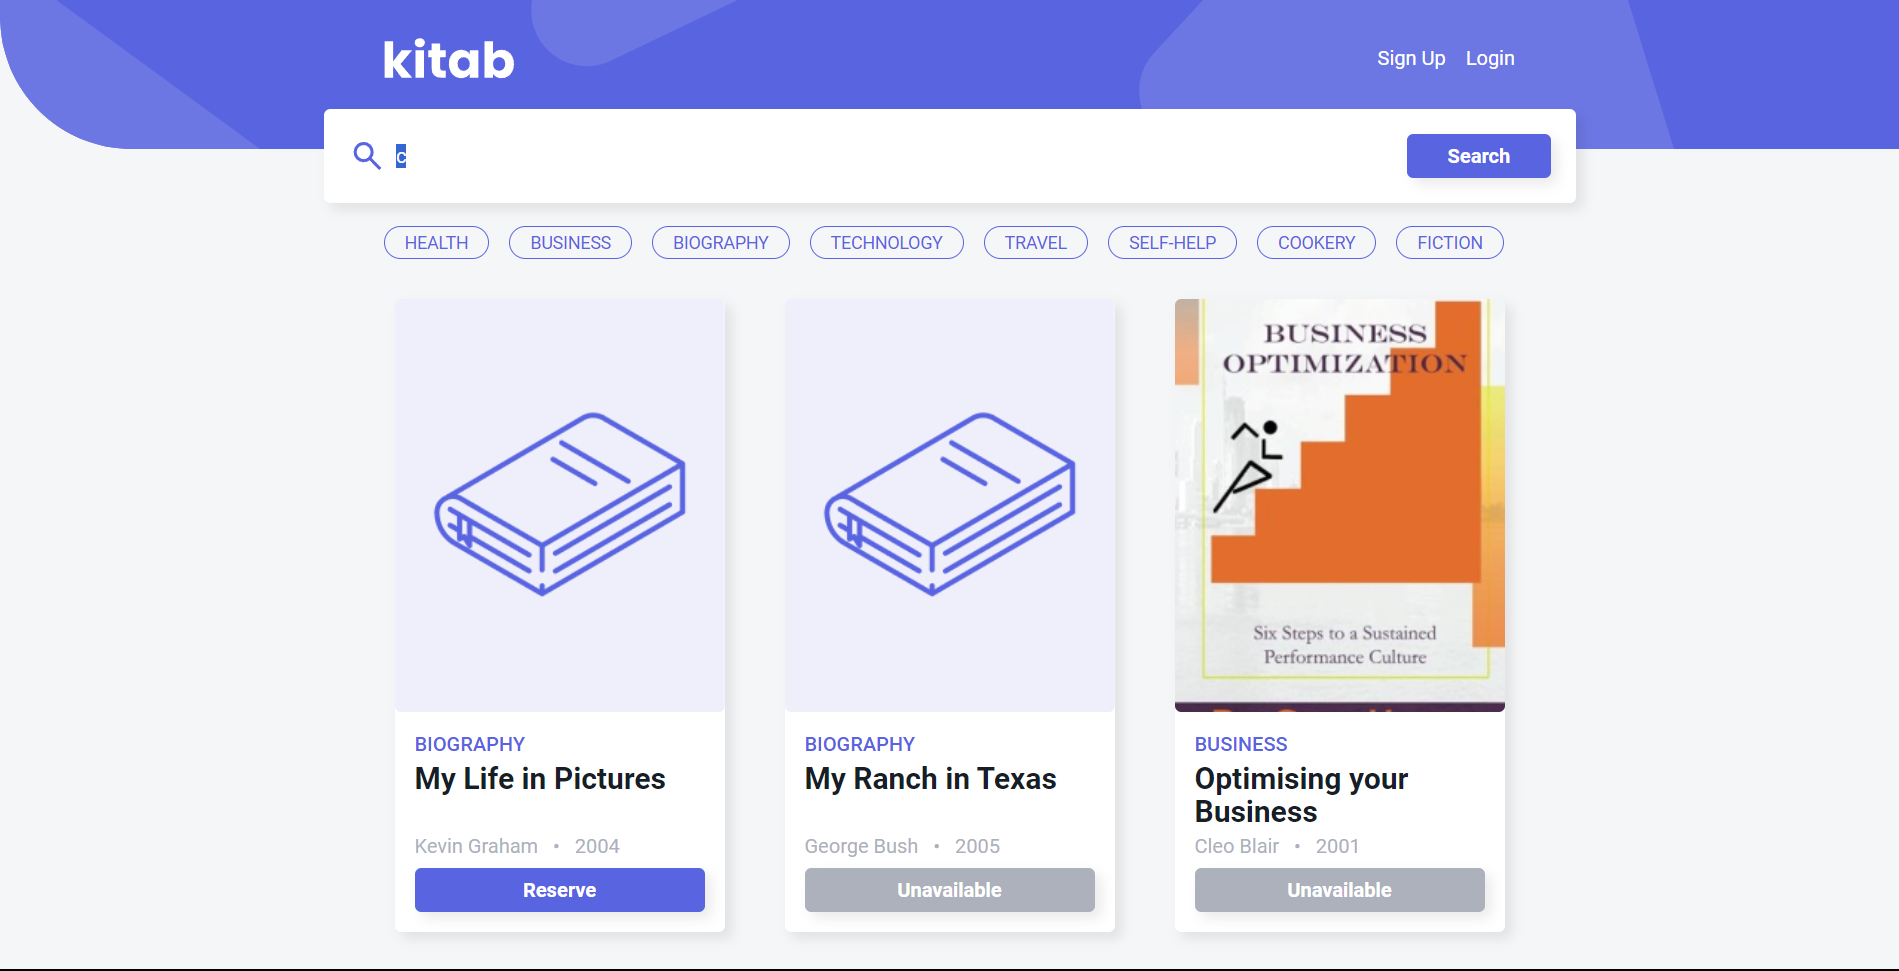 kitab
Sign Up Login
c
Search
HEALTH BUSINESS BIOGRAPHY TECHNOLOGY TRAVEL SELF-HELP COOKERY FICTION
BUSINESS
OPTIMIZATION
Six Steps to a Sustained
Performance Culture
BIOGRAPHY
My Life in Pictures
Kevin Graham • 2004
Reserve
BIOGRAPHY
My Ranch in Texas
George Bush • 2005
Unavailable
BUSINESS
Optimising your
Business
Cleo Blair • 2001
Unavailable